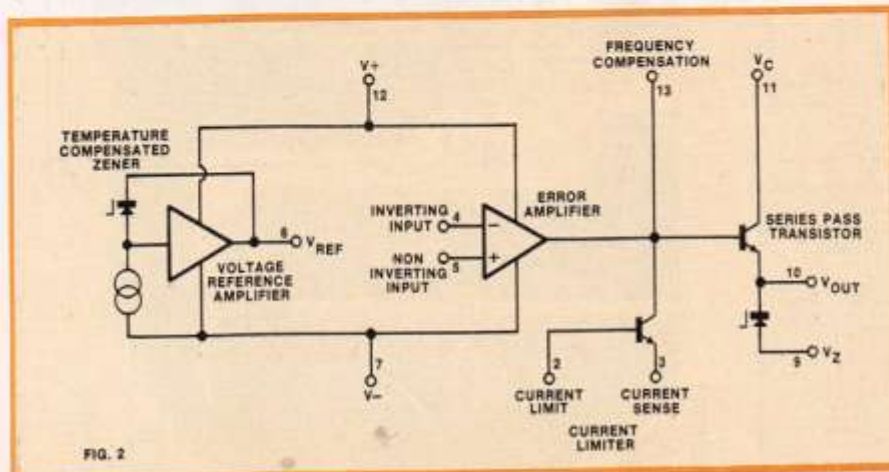 FREQUENCY
COMPENSATION
13
VC
11
V+
12
TEMPERATURE
COMPENSATED
ZENER
6
VREF
VOLTAGE
REFERENCE
AMPLIFIER
INVERTING
INPUT
4
−
NON
INVERTING
INPUT
5
+
ERROR
AMPLIFIER
SERIES PASS
TRANSISTOR
10
VOUT
9
VZ
7
V−
2
CURRENT
LIMIT
3
CURRENT
SENSE
CURRENT
LIMITER
FIG. 2